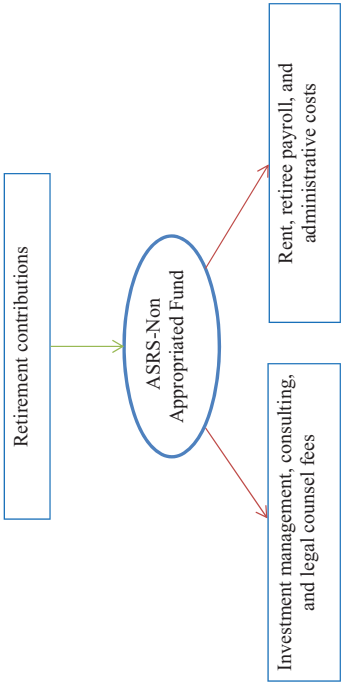 Retirement contributions
ASRS-Non
Appropriated Fund
Investment management, consulting,
and legal counsel fees
Rent, retiree payroll, and
administrative costs